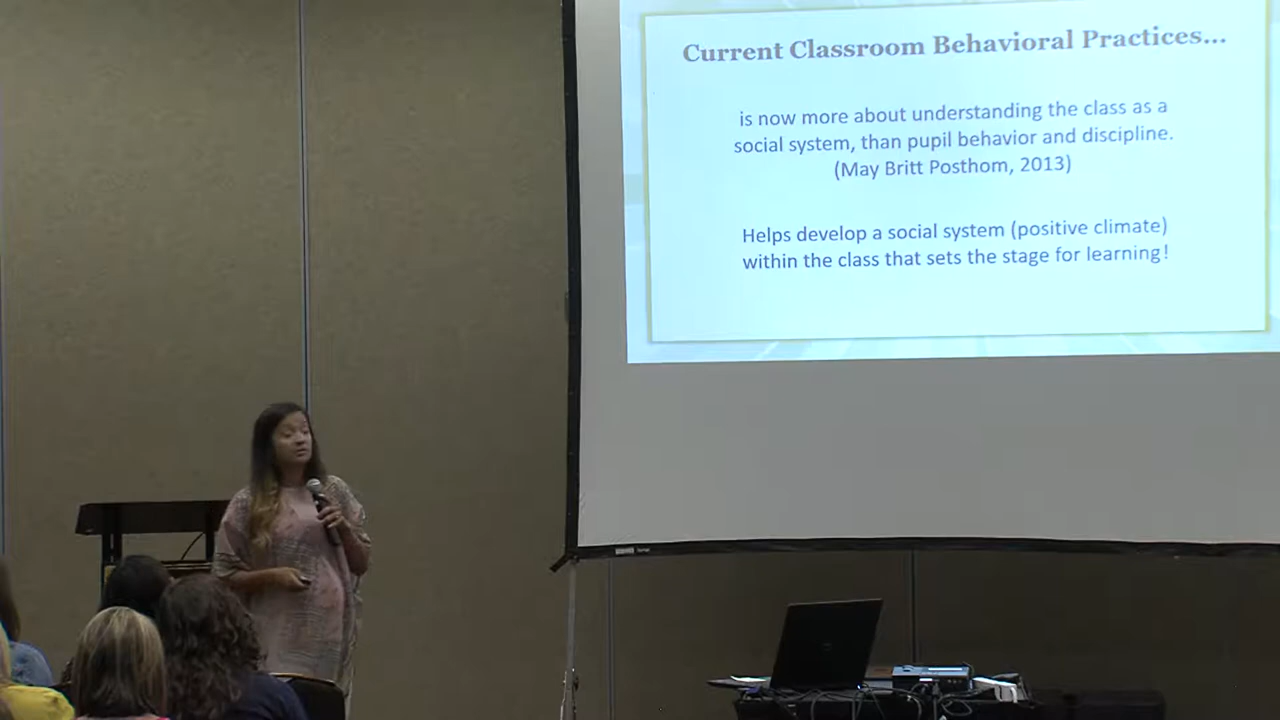 Current Classroom Behavioral Practices...
is now more about understanding the class as a
social system, than pupil behavior and discipline.
(May Britt Posthom, 2013)
Helps develop a social system (positive climate)
within the class that sets the stage for learning!